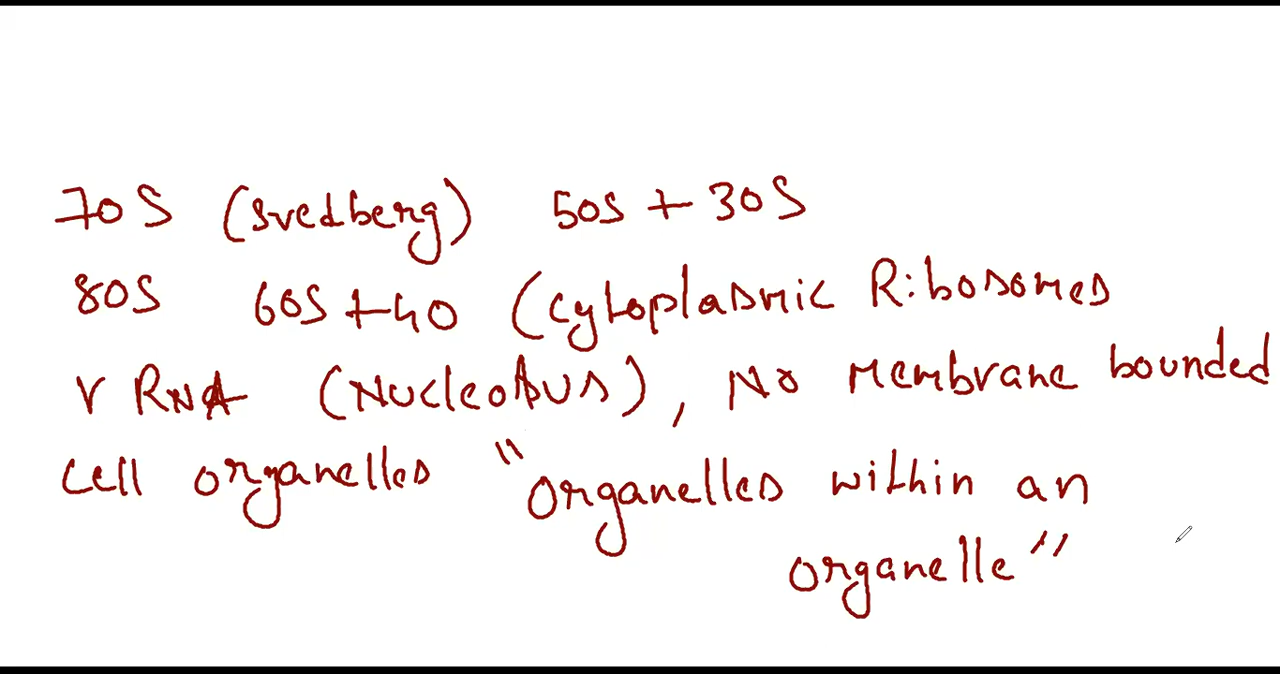 70S (svedberg) 50S + 30S
80S 60S + 40 (cytoplasmic Ribosomes
r RNA (Nucleolus), No membrane bounded
cell organelles "organelles within an
organelle"